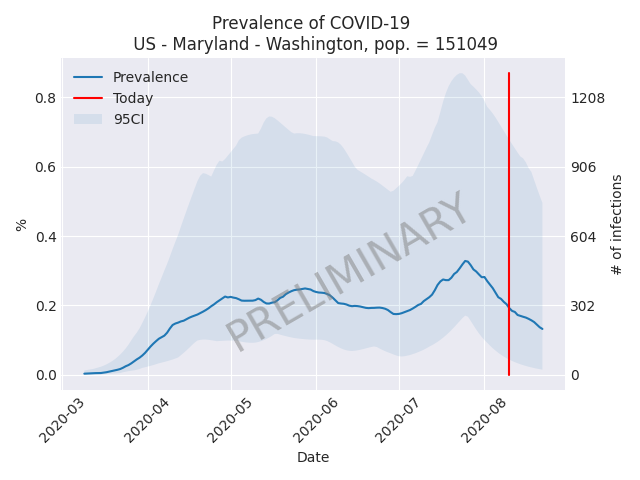 Prevalence of COVID-19
US - Maryland - Washington, pop. = 151049
Prevalence
Today
95CI
0.8
0.6
0.4
0.2
0.0
%
1208
906
604
302
0
# of infections
PRELIMINARY
2020-03
2020-04
2020-05
2020-06
2020-07
2020-08
Date